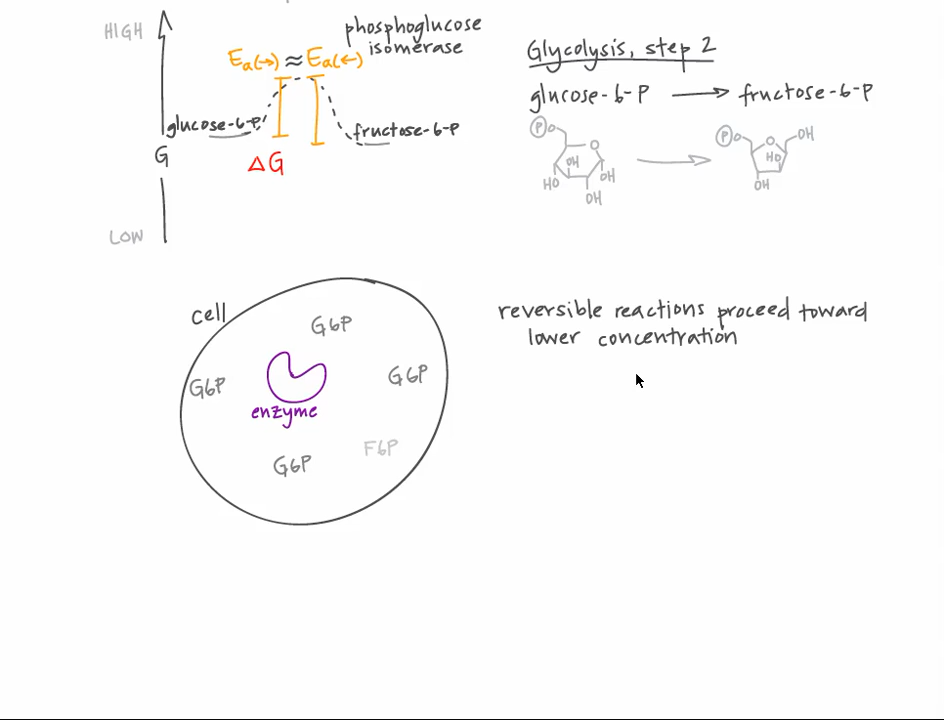 HIGH
G
LOW
phosphoglucose
isomerase
Ea(→) ≈ Ea(←)
glucose-6-P
fructose-6-P
ΔG
Glycolysis, step 2
glucose-6-P → fructose-6-P
P O O OH HO OH OH
P O O OH HO OH
cell
G6P
G6P
G6P
enzyme
F6P
G6P
reversible reactions proceed toward
lower concentration